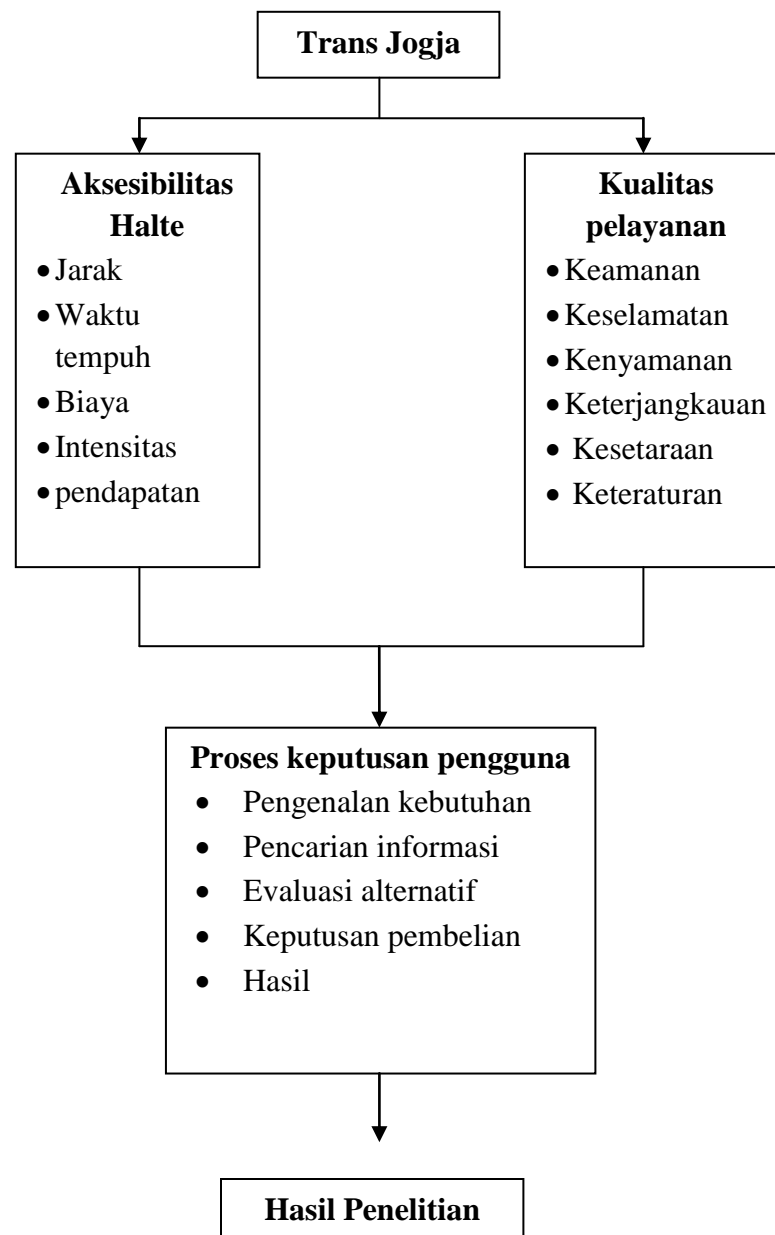 Trans Jogja
Aksesibilitas
Halte
• Jarak
• Waktu
tempuh
• Biaya
• Intensitas
• pendapatan
Kualitas
pelayanan
• Keamanan
• Keselamatan
• Kenyamanan
• Keterjangkauan
• Kesetaraan
• Keteraturan
Proses keputusan pengguna
• Pengenalan kebutuhan
• Pencarian informasi
• Evaluasi alternatif
• Keputusan pembelian
• Hasil
Hasil Penelitian